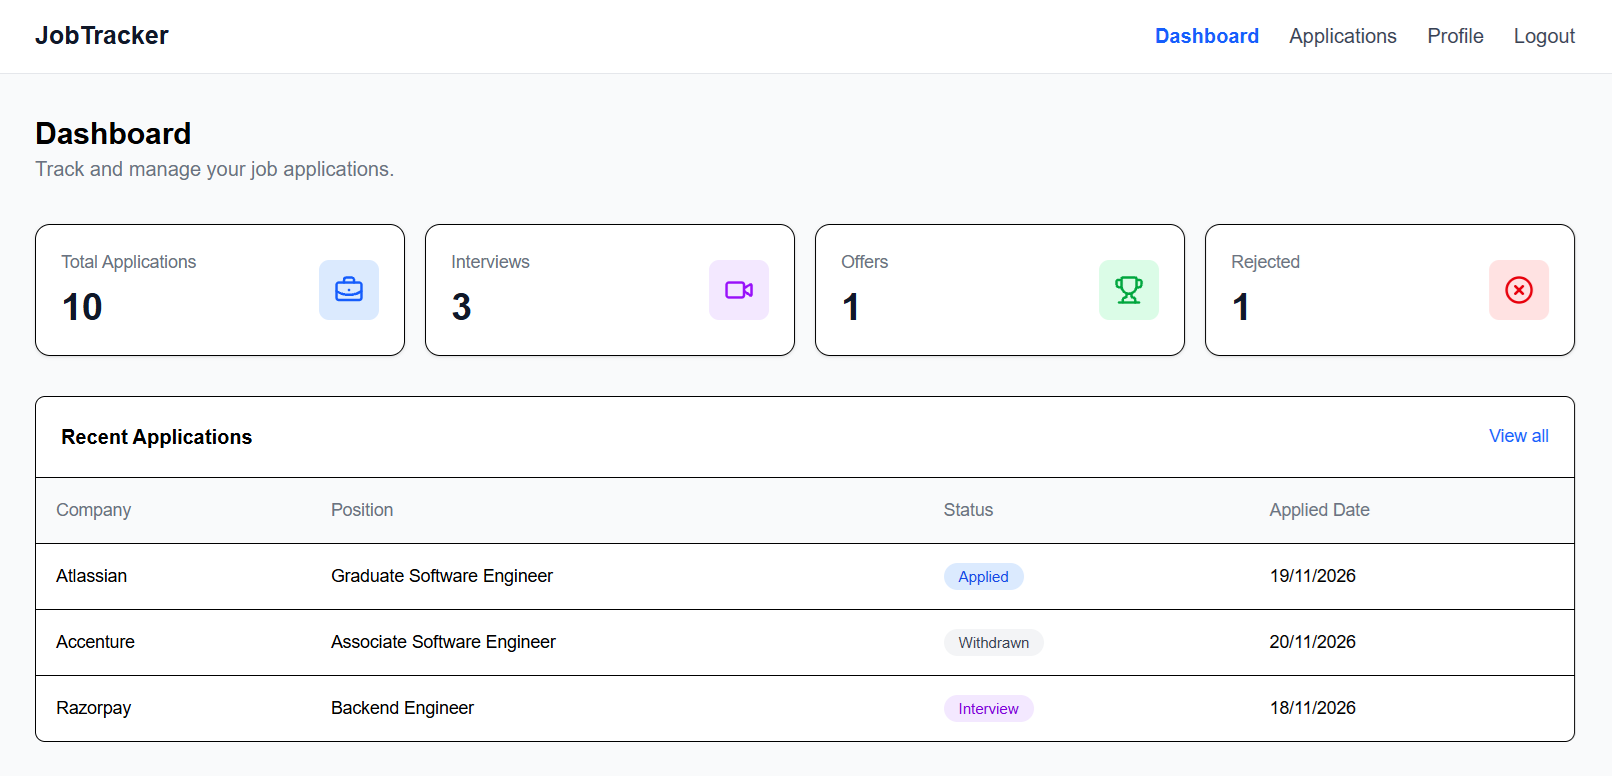 JobTracker Dashboard Applications Profile Logout
Dashboard
Track and manage your job applications.
Total Applications
10
Interviews
3
Offers
1
Rejected
1
Recent Applications View all
Company Position Status Applied Date
Atlassian Graduate Software Engineer Applied 19/11/2026
Accenture Associate Software Engineer Withdrawn 20/11/2026
Razorpay Backend Engineer Interview 18/11/2026